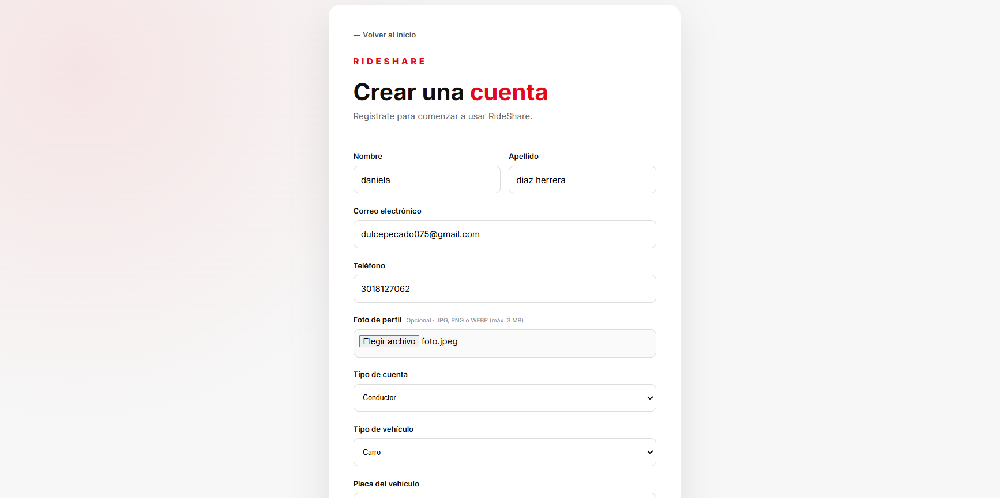 ← Volver al inicio
RIDESHARE
Crear una cuenta
Regístrate para comenzar a usar RideShare.
Nombre
Apellido
daniela
diaz herrera
Correo electrónico
dulcepecado075@gmail.com
Teléfono
3018127062
Foto de perfil Opcional · JPG, PNG o WEBP (máx. 3 MB)
Elegir archivo foto.jpeg
Tipo de cuenta
Conductor
Tipo de vehículo
Carro
Placa del vehículo